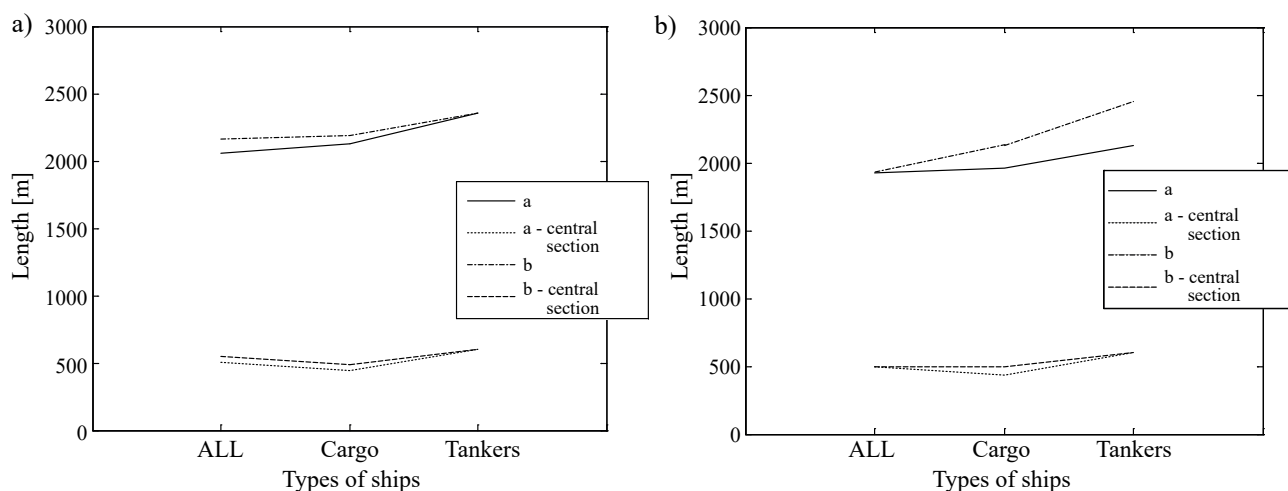 a)
3000
2500
2000
1500
1000
500
0
Length [m]
ALL Cargo Tankers
Types of ships
a
a - central
section
b
b - central
section
b)
3000
2500
2000
1500
1000
500
0
Length [m]
ALL Cargo Tankers
Types of ships
a
a - central
section
b
b - central
section